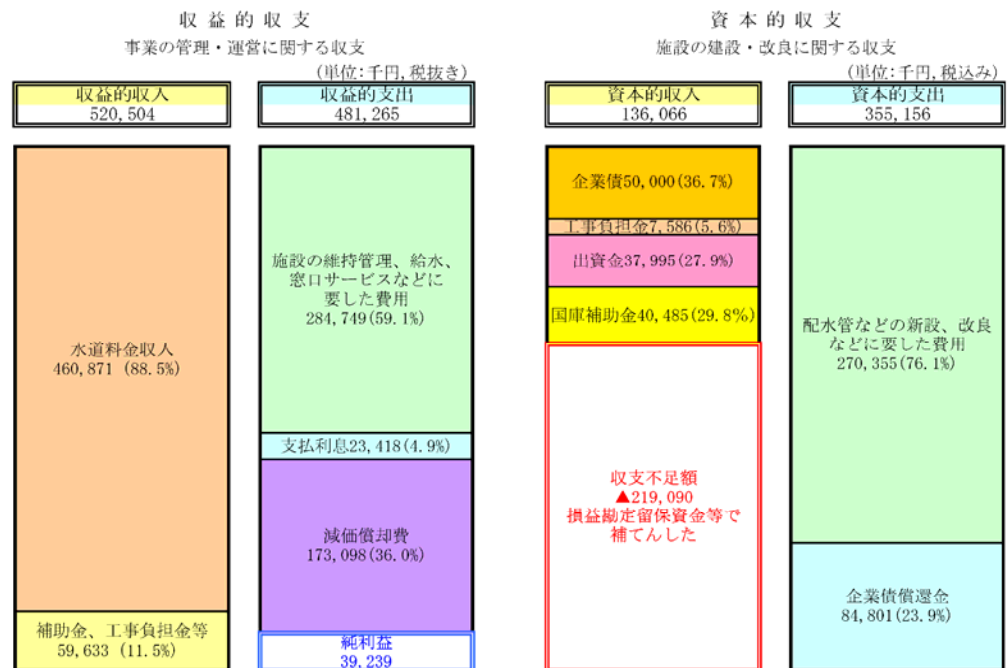 収益的収支
事業の管理・運営に関する収支
(単位:千円,税抜き)
収益的収入
520,504
収益的支出
481,265
水道料金収入
460,871 (88.5%)
補助金、工事負担金等
59,633 (11.5%)
施設の維持管理、給水、
窓口サービスなどに
要した費用
284,749(59.1%)
支払利息23,418(4.9%)
減価償却費
173,098(36.0%)
純利益
39,239
資本的収支
施設の建設・改良に関する収支
(単位:千円,税込み)
資本的収入
136,066
資本的支出
355,156
企業債50,000(36.7%)
工事負担金7,586(5.6%)
出資金37,995(27.9%)
国庫補助金40,485(29.8%)
収支不足額
▲219,090
損益勘定留保資金等で
補てんした
配水管などの新設、改良
などに要した費用
270,355(76.1%)
企業債償還金
84,801(23.9%)